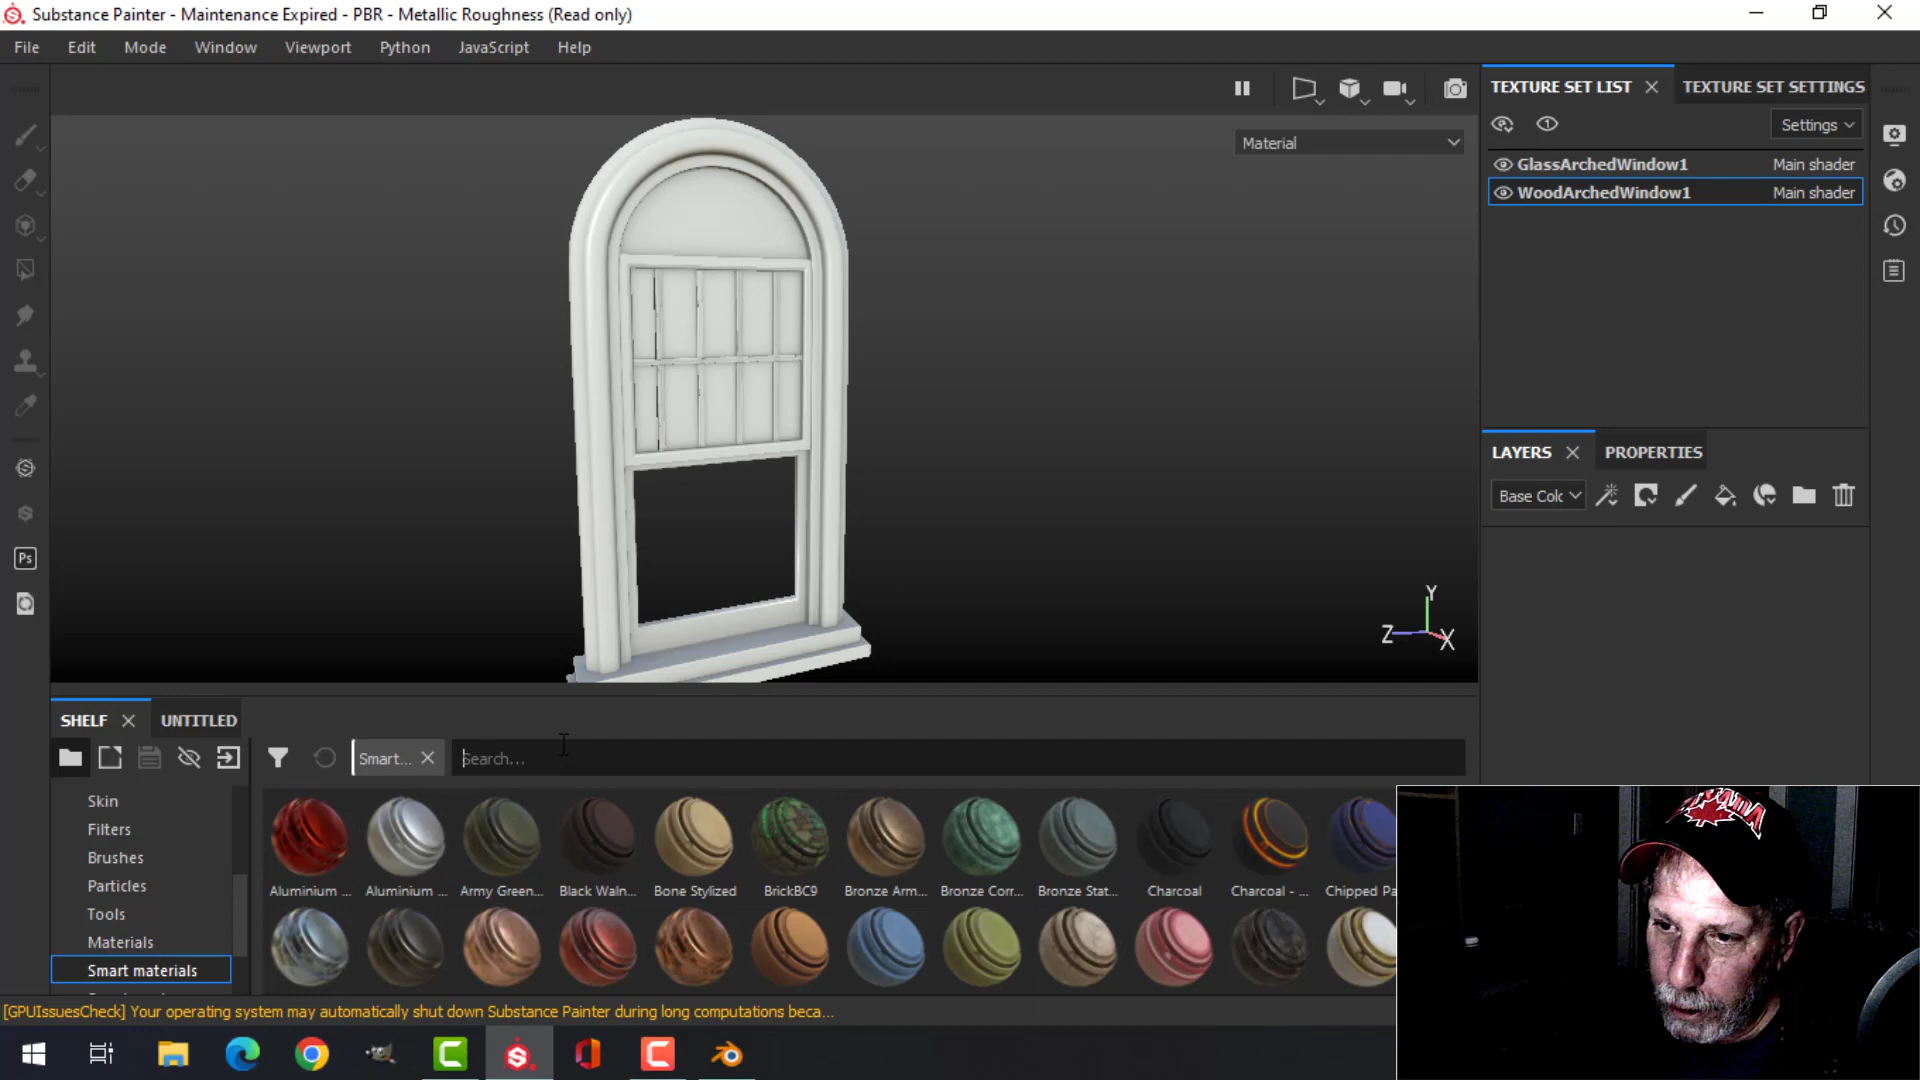 Substance Painter - Maintenance Expired - PBR - Metallic Roughness (Read only)
File Edit Mode Window Viewport Python JavaScript Help
TEXTURE SET LIST TEXTURE SET SETTINGS
Settings
Material
GlassArchedWindow1 Main shader
WoodArchedWindow1 Main shader
LAYERS PROPERTIES
Base Colc
Ps
Y
Z X
SHELF UNTITLED
Smart... Search...
Skin
Filters
Brushes
Particles
Tools
Materials
Smart materials
Aluminium ... Aluminium ... Army Green... Black Waln... Bone Stylized BrickBC9 Bronze Arm... Bronze Corr... Bronze Stat... Charcoal Charcoal - ... Chipped Pa
[GPUIssuesCheck] Your operating system may automatically shut down Substance Painter during long computations beca...